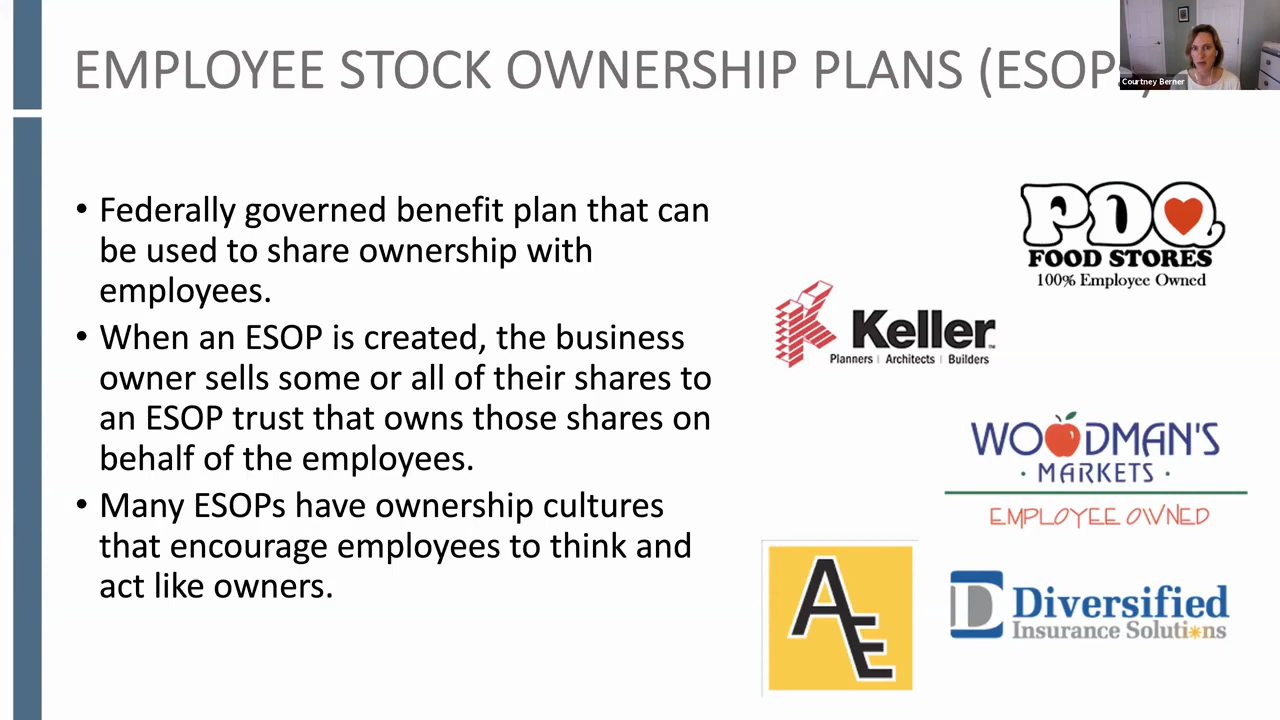 EMPLOYEE STOCK OWNERSHIP PLANS (ESOPs)
Courtney Berner
• Federally governed benefit plan that can
be used to share ownership with
employees.
• When an ESOP is created, the business
owner sells some or all of their shares to
an ESOP trust that owns those shares on
behalf of the employees.
• Many ESOPs have ownership cultures
that encourage employees to think and
act like owners.
PDQ
FOOD STORES
100% Employee Owned
Keller™
Planners | Architects | Builders
WOODMAN'S
· MARKETS ·
EMPLOYEE OWNED
AE
D Diversified
Insurance Solutions